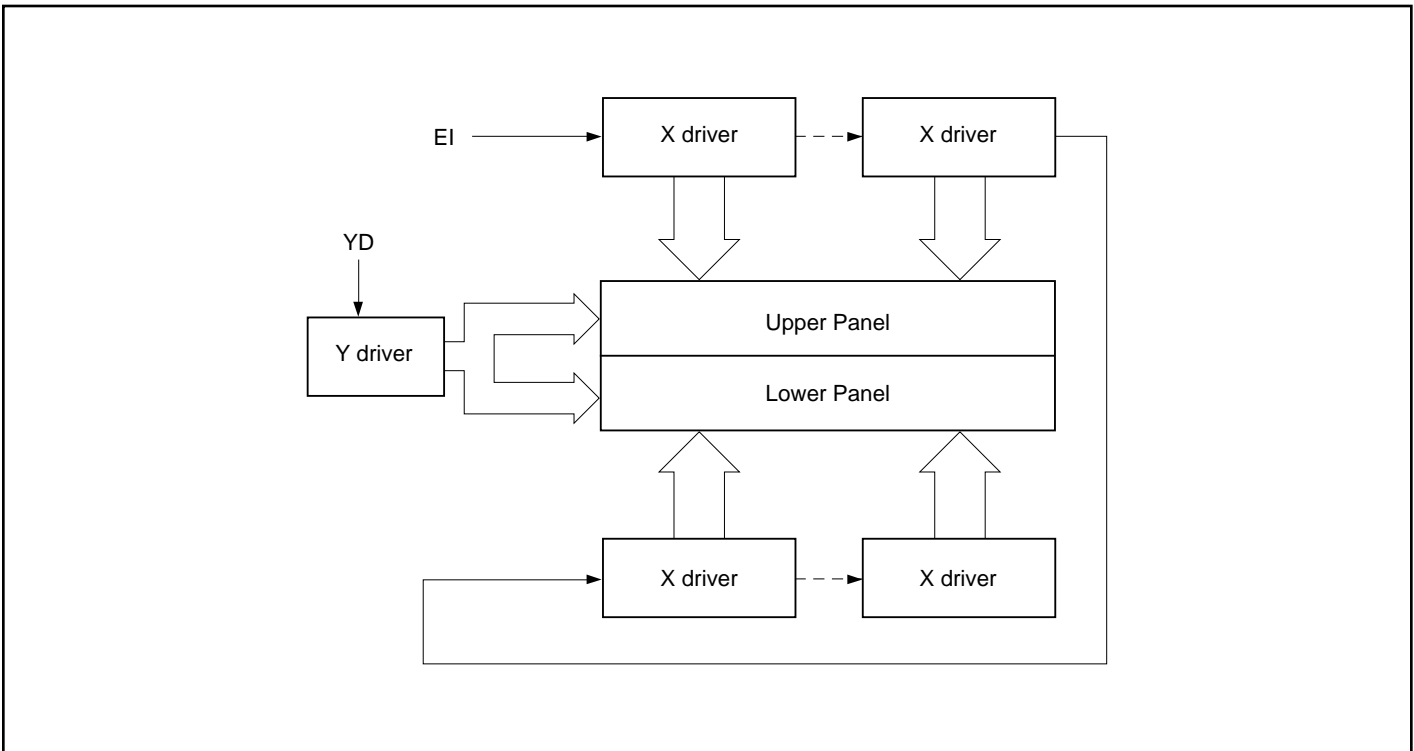 EI
X driver
X driver
YD
Y driver
Upper Panel
Lower Panel
X driver
X driver